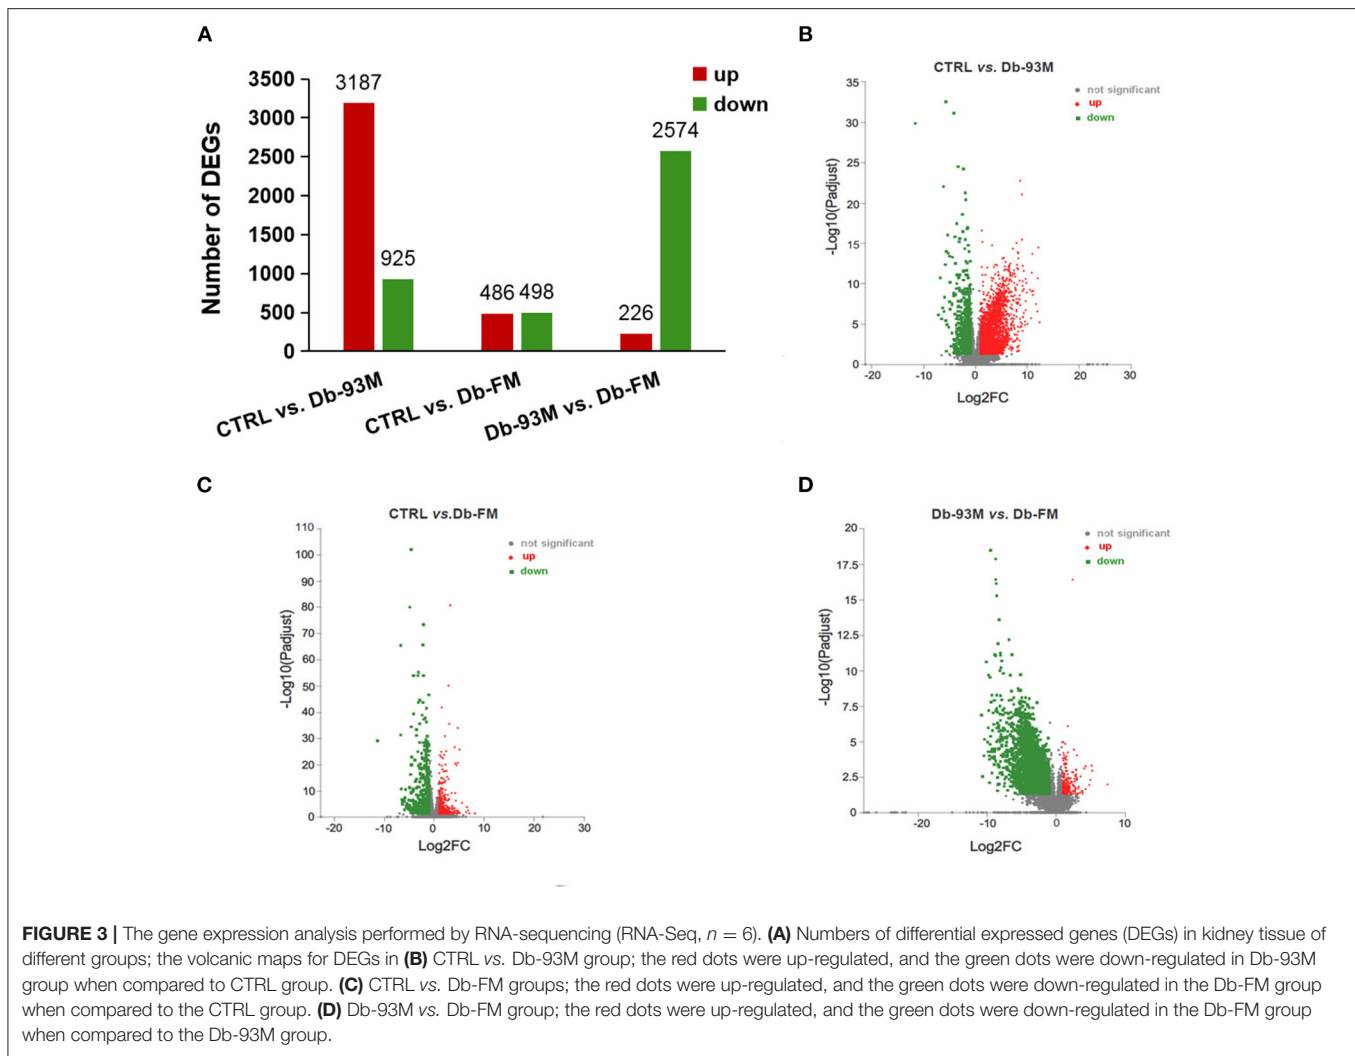 A
up
down
3500
3000
2500
2000
1500
1000
500
0
Number of DEGs
3187
925
486
498
226
2574
CTRL vs. Db-93M
CTRL vs. Db-FM
Db-93M vs. Db-FM
B
CTRL vs. Db-93M
not significant
up
down
35
30
25
20
15
10
5
0
-Log10(Padjust)
-20
-10
0
10
20
30
Log2FC
C
CTRL vs.Db-FM
not significant
up
down
110
100
90
80
70
60
50
40
30
20
10
0
-Log10(Padjust)
-20
-10
0
10
20
30
Log2FC
D
Db-93M vs. Db-FM
not significant
up
down
20
17.5
15
12.5
10
7.5
5
2.5
0
-Log10(Padjust)
-20
-10
0
10
Log2FC
FIGURE 3 | The gene expression analysis performed by RNA-sequencing (RNA-Seq, n = 6). (A) Numbers of differential expressed genes (DEGs) in kidney tissue of
different groups; the volcanic maps for DEGs in (B) CTRL vs. Db-93M group; the red dots were up-regulated, and the green dots were down-regulated in Db-93M
group when compared to CTRL group. (C) CTRL vs. Db-FM groups; the red dots were up-regulated, and the green dots were down-regulated in the Db-FM group
when compared to the CTRL group. (D) Db-93M vs. Db-FM group; the red dots were up-regulated, and the green dots were down-regulated in the Db-FM group
when compared to the Db-93M group.